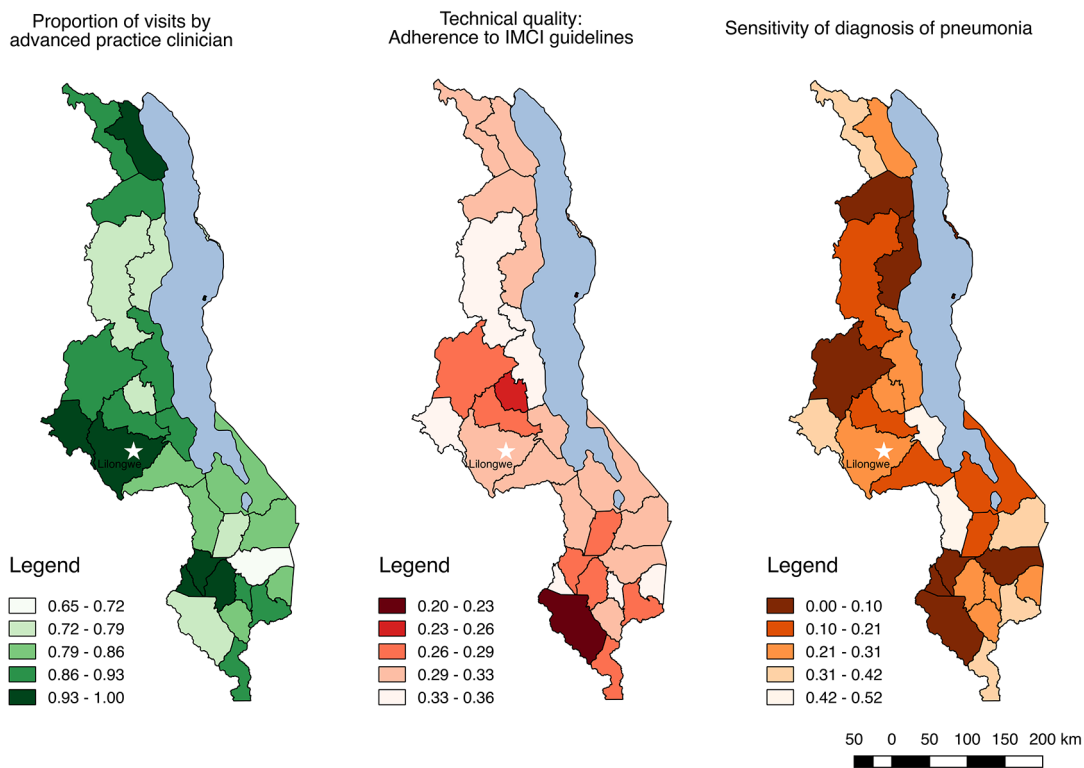 Proportion of visits by
advanced practice clinician
Technical quality:
Adherence to IMCI guidelines
Sensitivity of diagnosis of pneumonia
Lilongwe
Lilongwe
Lilongwe
Legend
0.65 - 0.72
0.72 - 0.79
0.79 - 0.86
0.86 - 0.93
0.93 - 1.00
Legend
0.20 - 0.23
0.23 - 0.26
0.26 - 0.29
0.29 - 0.33
0.33 - 0.36
Legend
0.00 - 0.10
0.10 - 0.21
0.21 - 0.31
0.31 - 0.42
0.42 - 0.52
50 0 50 100 150 200 km